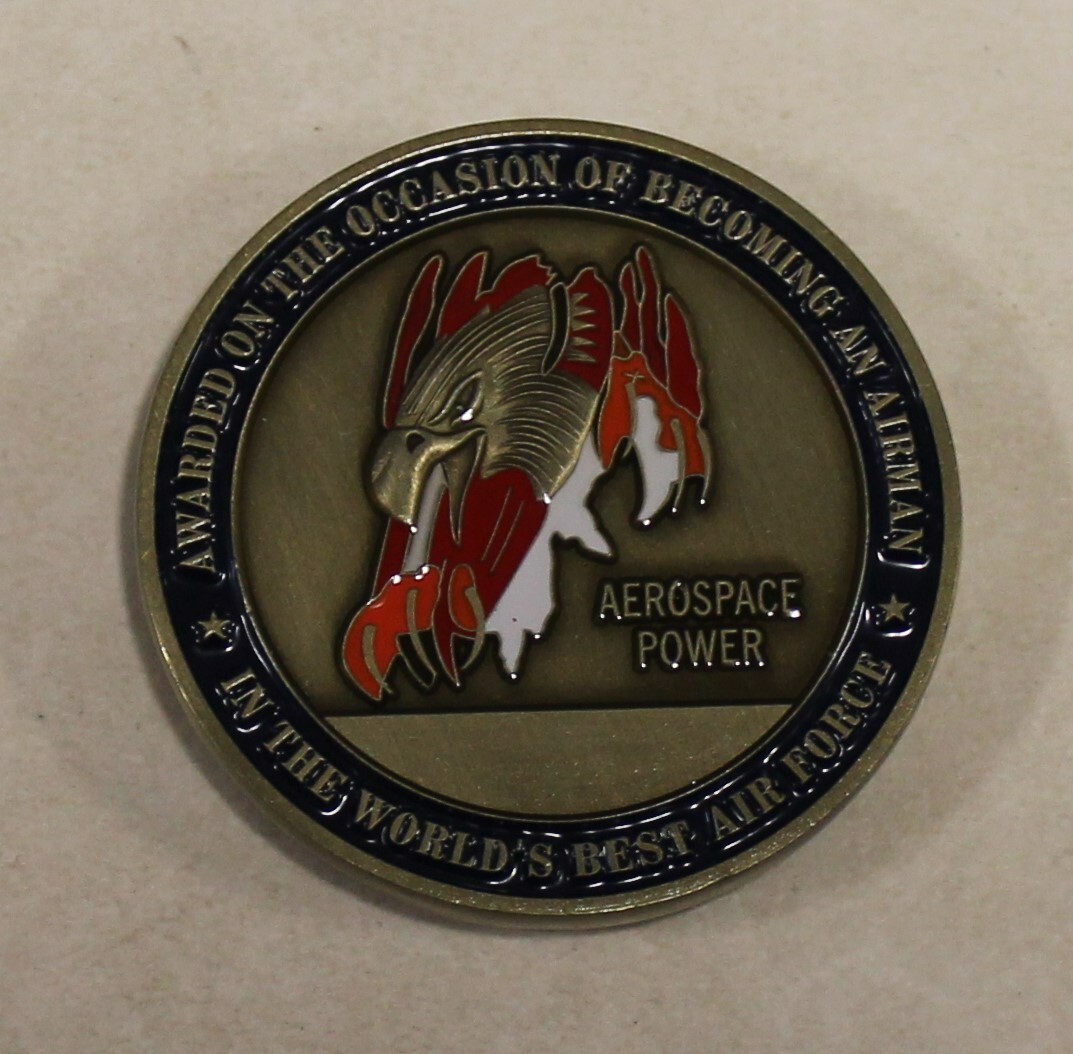 AWARDED ON THE OCCASION OF BECOMING AN AIRMAN
AEROSPACE
POWER
IN THE WORLD'S BEST AIR FORCE